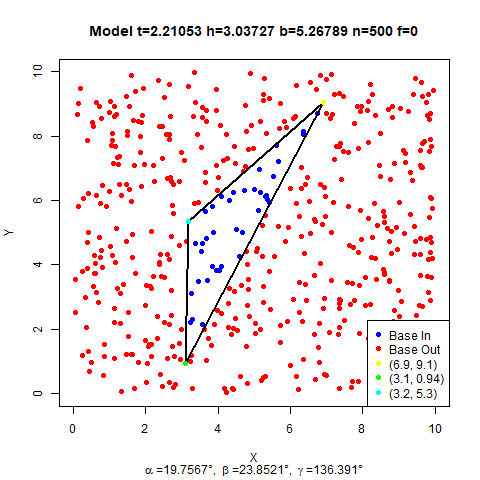 Model t=2.21053 h=3.03727 b=5.26789 n=500 f=0
10
8
6
4
2
0
Y
Base In
Base Out
(6.9, 9.1)
(3.1, 0.94)
(3.2, 5.3)
0 2 4 6 8 10
X
α=19.7567°, β=23.8521°, γ=136.391°